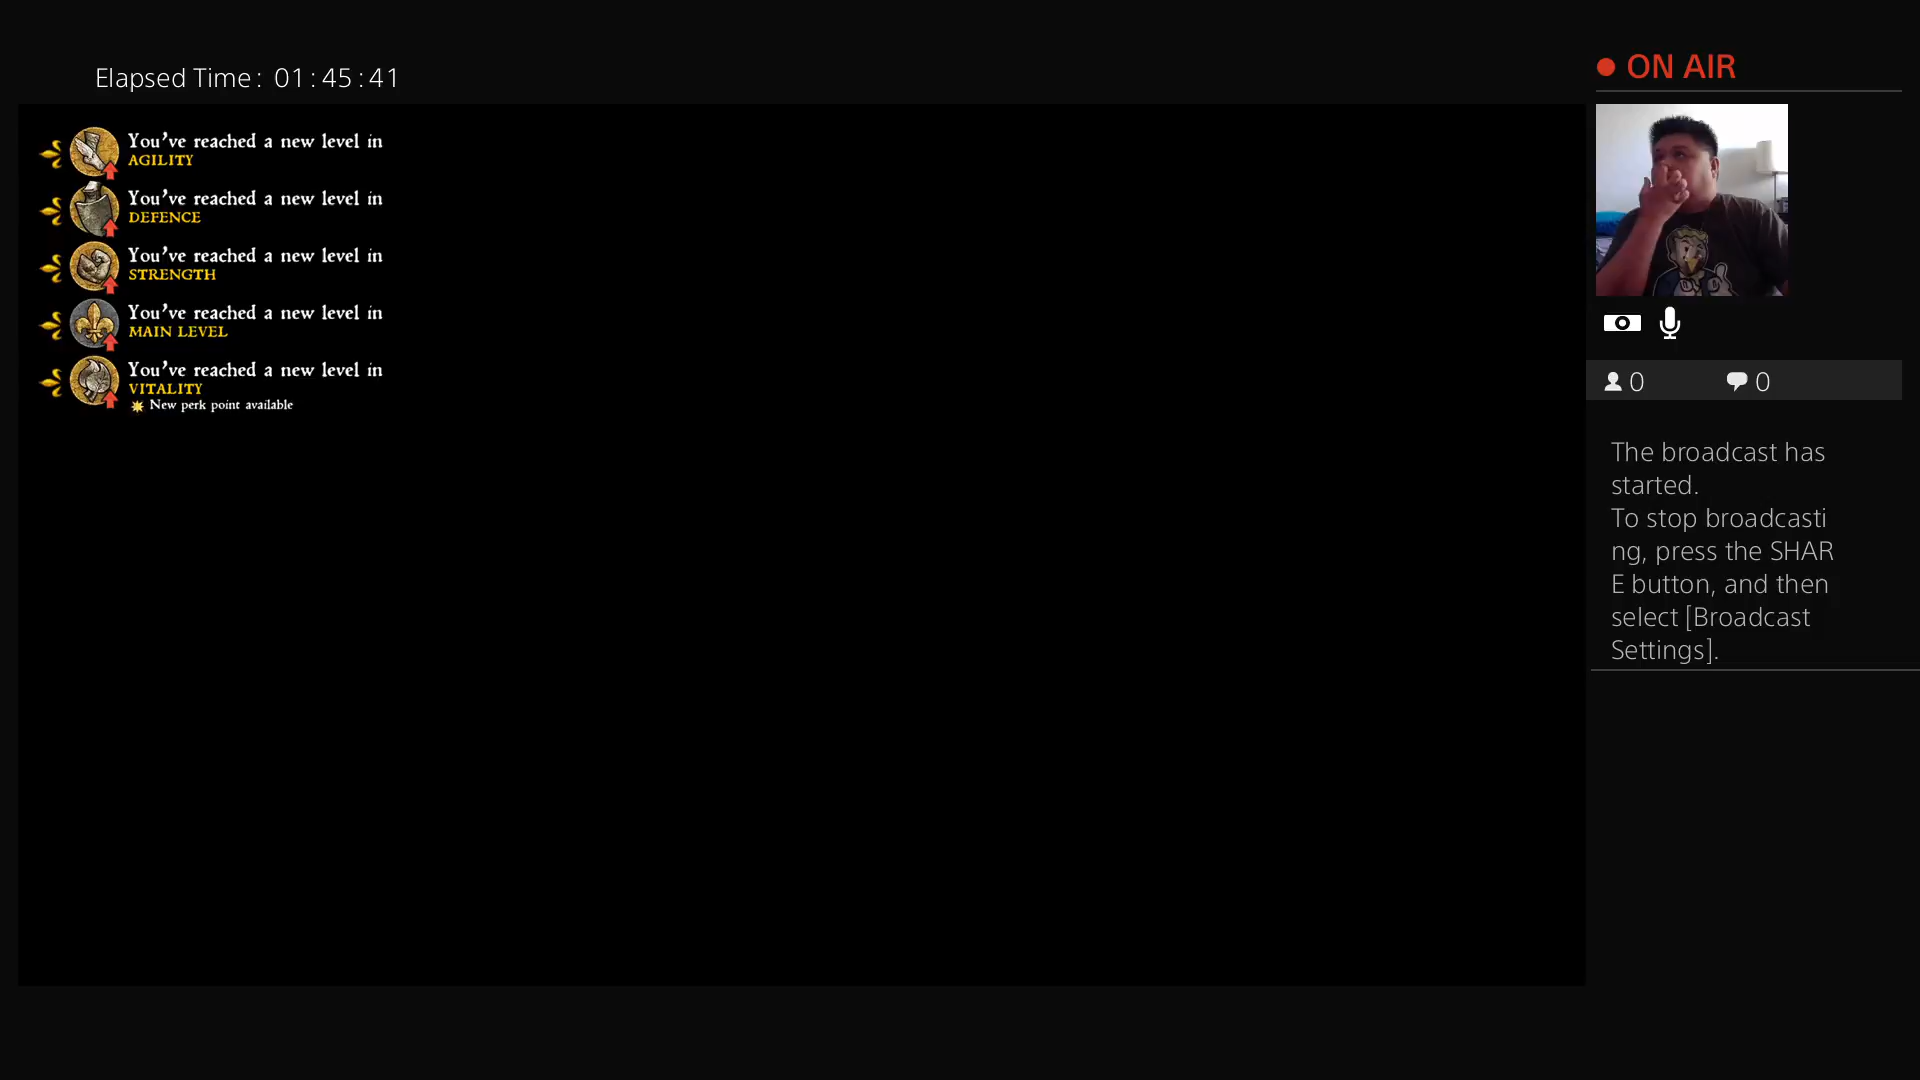 Elapsed Time: 01:45:41
You've reached a new level in
AGILITY
You've reached a new level in
DEFENCE
You've reached a new level in
STRENGTH
You've reached a new level in
MAIN LEVEL
You've reached a new level in
VITALITY
New perk point available
ON AIR
0
0
The broadcast has
started.
To stop broadcasti
ng, press the SHAR
E button, and then
select [Broadcast
Settings].